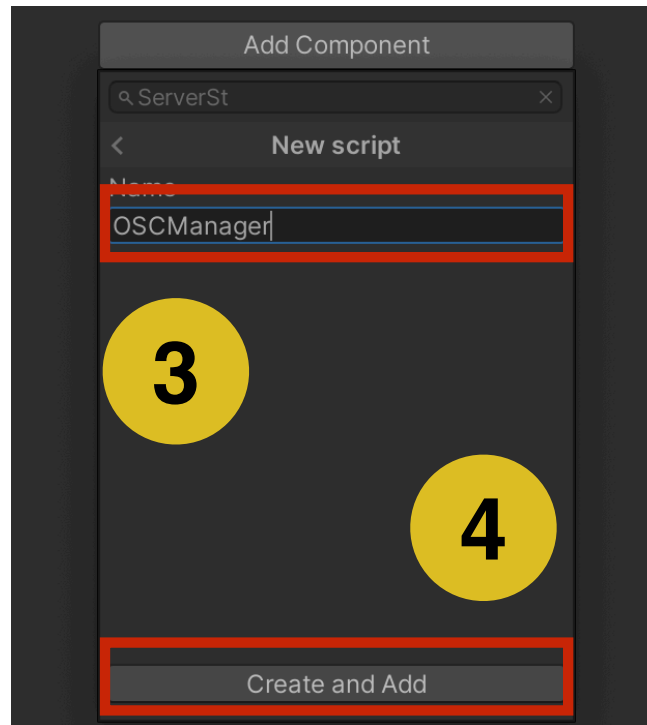 Add Component
ServerSt
New script
Name
OSCManager
3
4
Create and Add